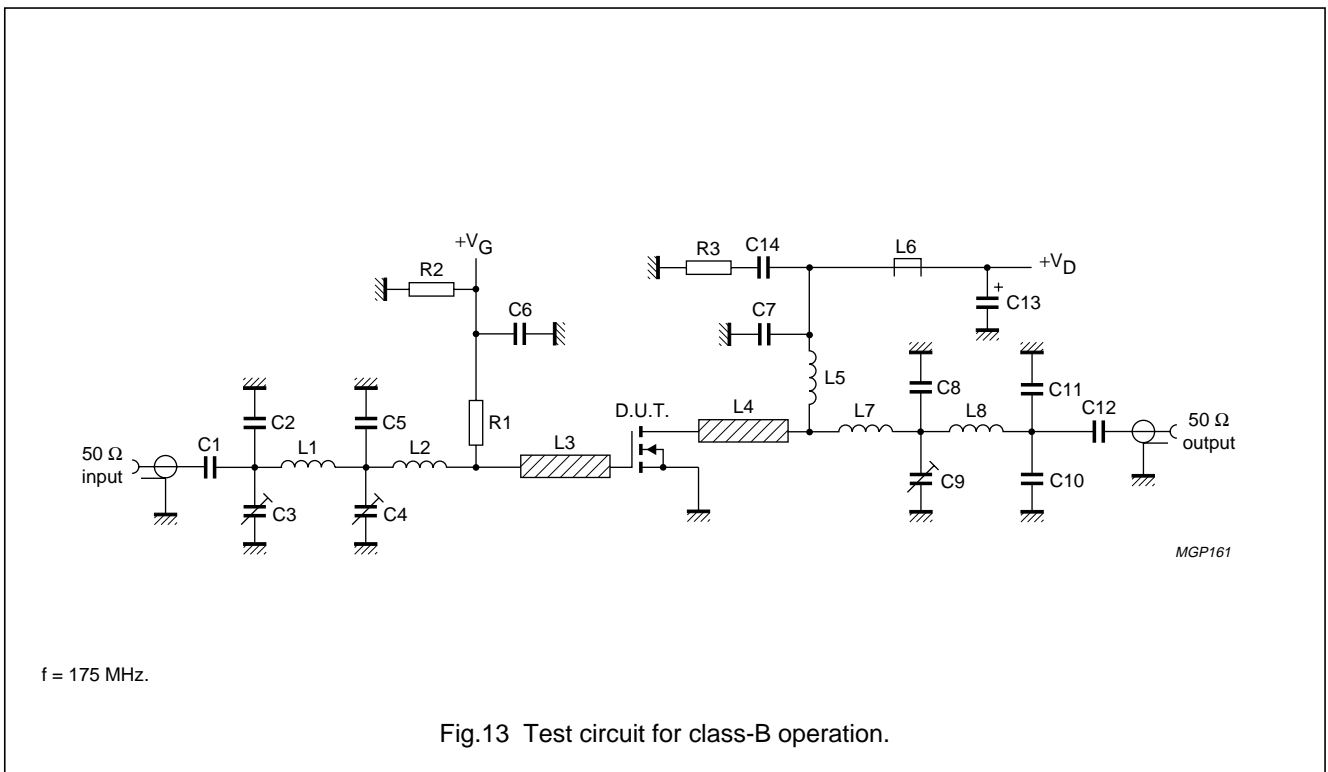 +VG
R2
R3
C14
L6
+VD
+
C13
C6
C7
L5
C2
C5
R1
D.U.T.
L4
L7
C8
L8
C11
C12
50 Ω
input
C1
L1
L2
L3
50 Ω
output
C3
C4
C9
C10
MGP161
f = 175 MHz.
Fig.13 Test circuit for class-B operation.